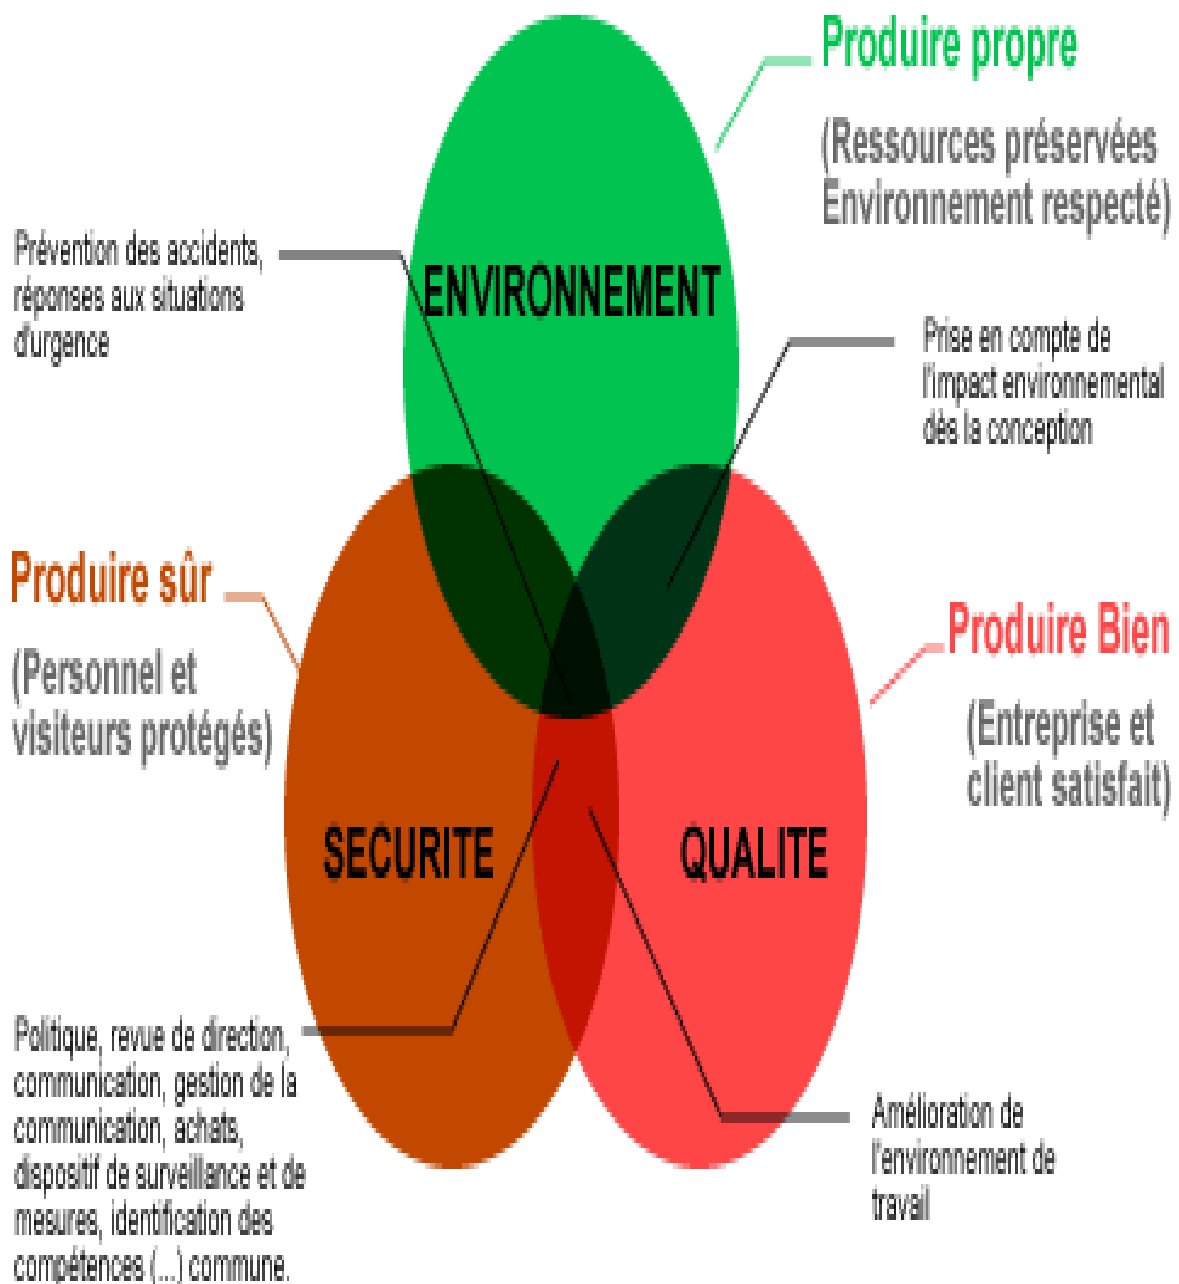 Produire propre
(Ressources préservées
Environnement respecté)
Prévention des accidents,
réponses aux situations
d'urgence
ENVIRONNEMENT
Prise en compte de
l'impact environnemental
dès la conception
Produire sûr
(Personnel et
visiteurs protégés)
Produire Bien
(Entreprise et
client satisfait)
SECURITE
QUALITE
Politique, revue de direction,
communication, gestion de la
communication, achats,
dispositif de surveillance et de
mesures, identification des
compétences (...) commune.
Amélioration de
l'environnement de
travail